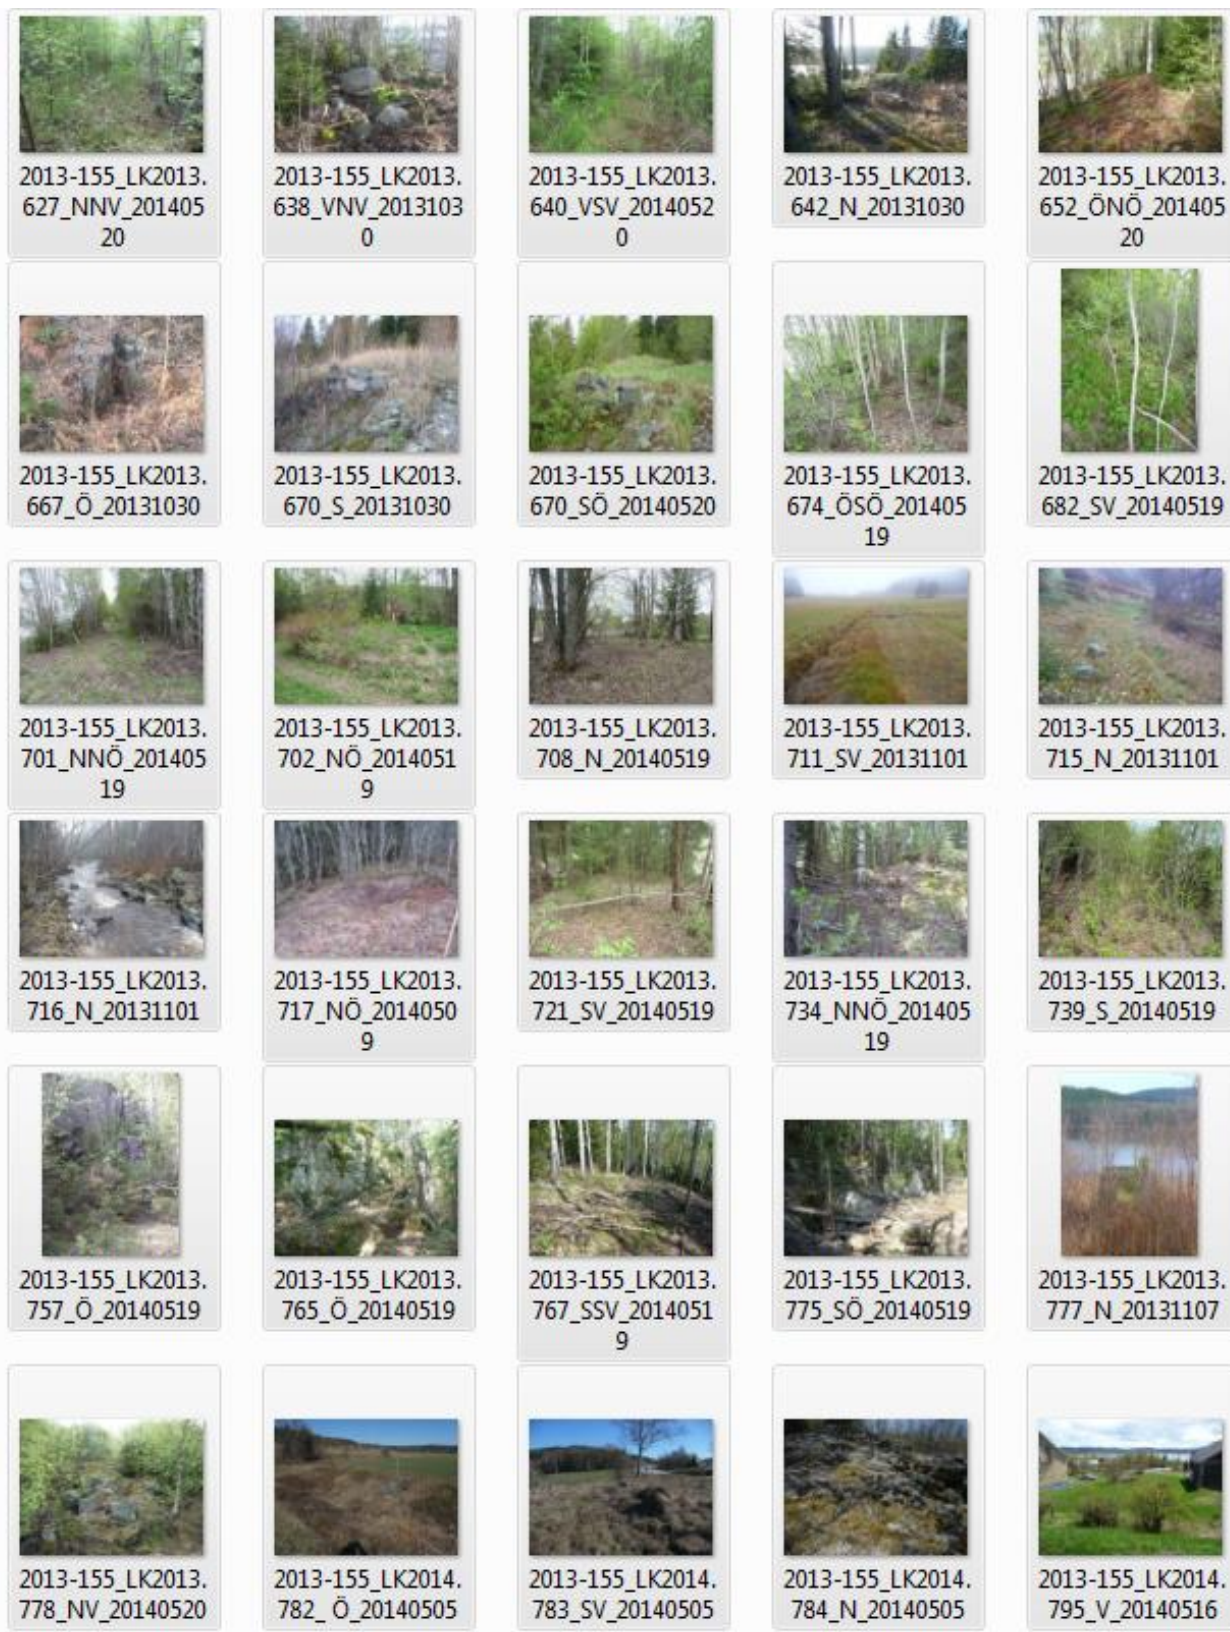 2013-155_LK2013.
627_NNV_201405
20
2013-155_LK2013.
638_VNV_2013103
0
2013-155_LK2013.
640_VSV_2014052
0
2013-155_LK2013.
642_N_20131030
2013-155_LK2013.
652_ÖNÖ_201405
20
2013-155_LK2013.
667_Ö_20131030
2013-155_LK2013.
670_S_20131030
2013-155_LK2013.
670_SÖ_20140520
2013-155_LK2013.
674_ÖSÖ_201405
19
2013-155_LK2013.
682_SV_20140519
2013-155_LK2013.
701_NNÖ_201405
19
2013-155_LK2013.
702_NÖ_2014051
9
2013-155_LK2013.
708_N_20140519
2013-155_LK2013.
711_SV_20131101
2013-155_LK2013.
715_N_20131101
2013-155_LK2013.
716_N_20131101
2013-155_LK2013.
717_NÖ_2014050
9
2013-155_LK2013.
721_SV_20140519
2013-155_LK2013.
734_NNÖ_201405
19
2013-155_LK2013.
739_S_20140519
2013-155_LK2013.
757_Ö_20140519
2013-155_LK2013.
765_Ö_20140519
2013-155_LK2013.
767_SSV_2014051
9
2013-155_LK2013.
775_SÖ_20140519
2013-155_LK2013.
777_N_20131107
2013-155_LK2013.
778_NV_20140520
2013-155_LK2014.
782_ Ö_20140505
2013-155_LK2014.
783_SV_20140505
2013-155_LK2014.
784_N_20140505
2013-155_LK2014.
795_V_20140516